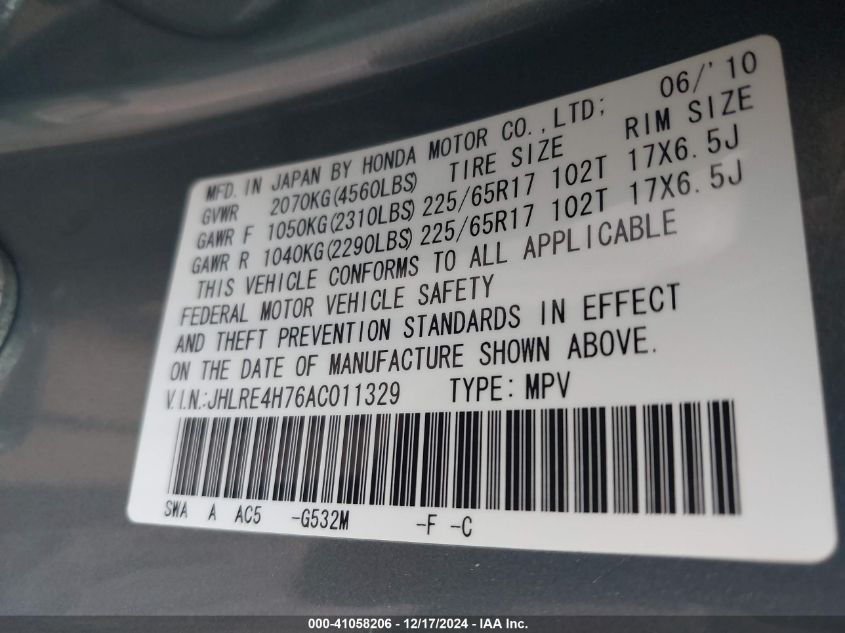 MFD. IN JAPAN BY HONDA MOTOR CO., LTD; 06/'10
GVWR 2070KG(4560LBS) TIRE SIZE RIM SIZE
GAWR F 1050KG(2310LBS) 225/65R17 102T 17X6.5J
GAWR R 1040KG(2290LBS) 225/65R17 102T 17X6.5J
THIS VEHICLE CONFORMS TO ALL APPLICABLE
FEDERAL MOTOR VEHICLE SAFETY
AND THEFT PREVENTION STANDARDS IN EFFECT
ON THE DATE OF MANUFACTURE SHOWN ABOVE.
V.I.N.:JHLRE4H76AC011329 TYPE: MPV
SWA A AC5 -G532M -F -C
000-41058206 - 12/17/2024 - IAA Inc.